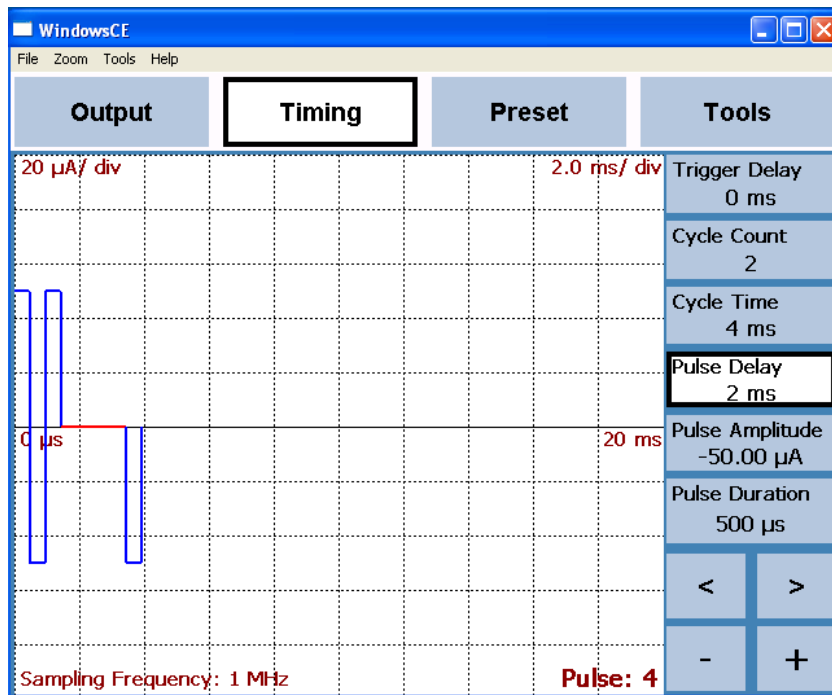 WindowsCE
File Zoom Tools Help
Output Timing Preset Tools
20 µA/ div
2.0 ms/ div
0 µs
20 ms
Sampling Frequency: 1 MHz
Pulse: 4
Trigger Delay
0 ms
Cycle Count
2
Cycle Time
4 ms
Pulse Delay
2 ms
Pulse Amplitude
-50.00 µA
Pulse Duration
500 µs
< >
- +